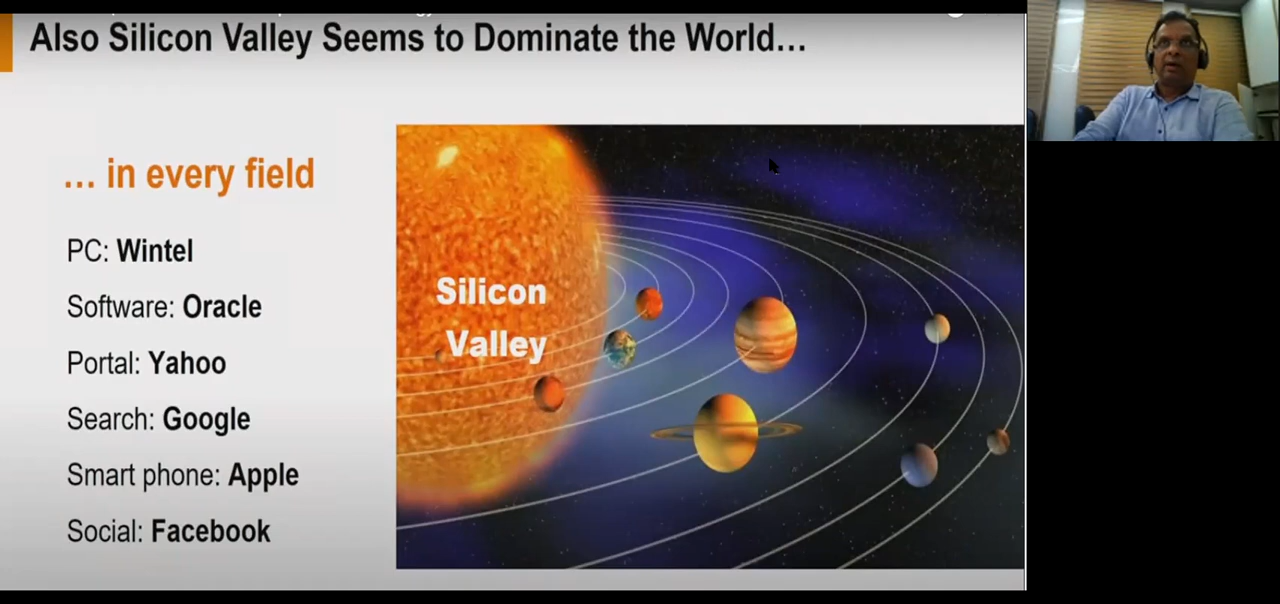 Also Silicon Valley Seems to Dominate the World…
… in every field
PC: Wintel
Software: Oracle
Portal: Yahoo
Search: Google
Smart phone: Apple
Social: Facebook
Silicon
Valley